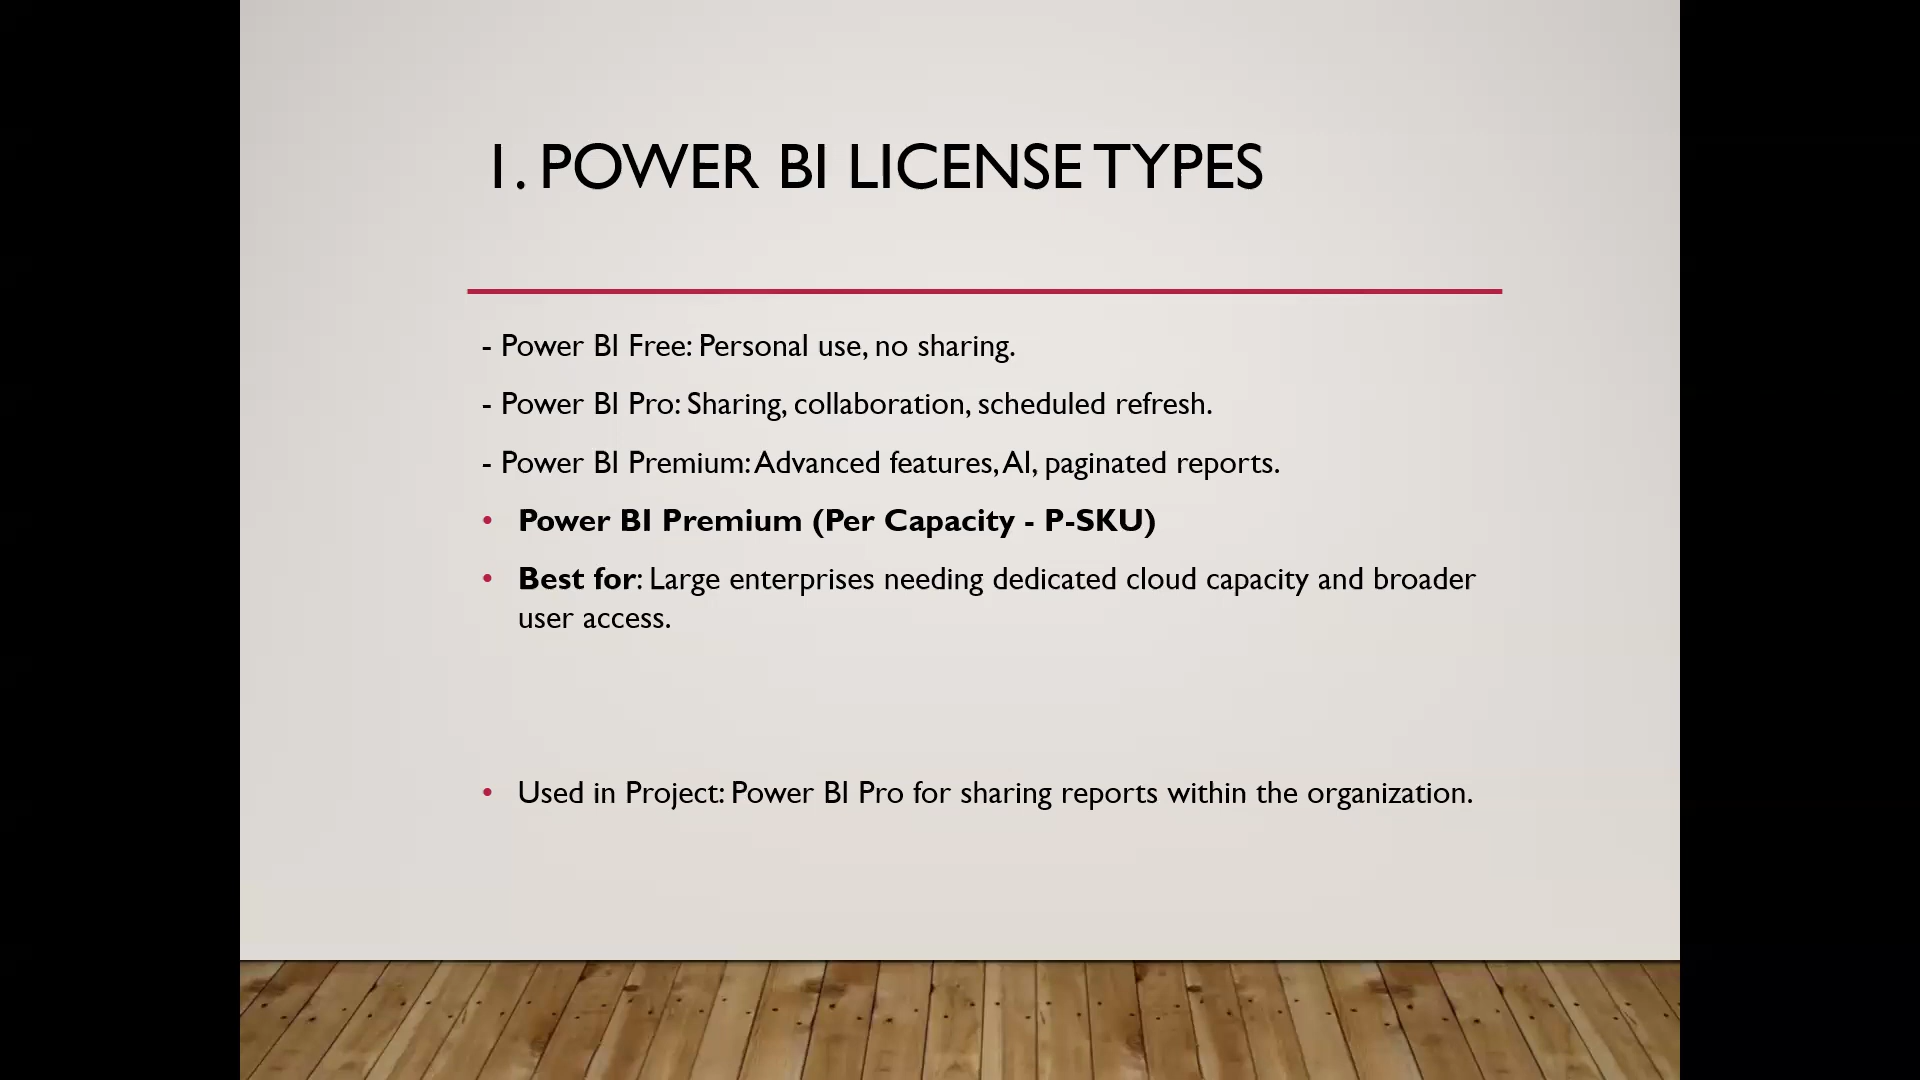 1. POWER BI LICENSE TYPES
- Power BI Free: Personal use, no sharing.
- Power BI Pro: Sharing, collaboration, scheduled refresh.
- Power BI Premium: Advanced features, AI, paginated reports.
• Power BI Premium (Per Capacity - P-SKU)
• Best for: Large enterprises needing dedicated cloud capacity and broader
user access.
• Used in Project: Power BI Pro for sharing reports within the organization.